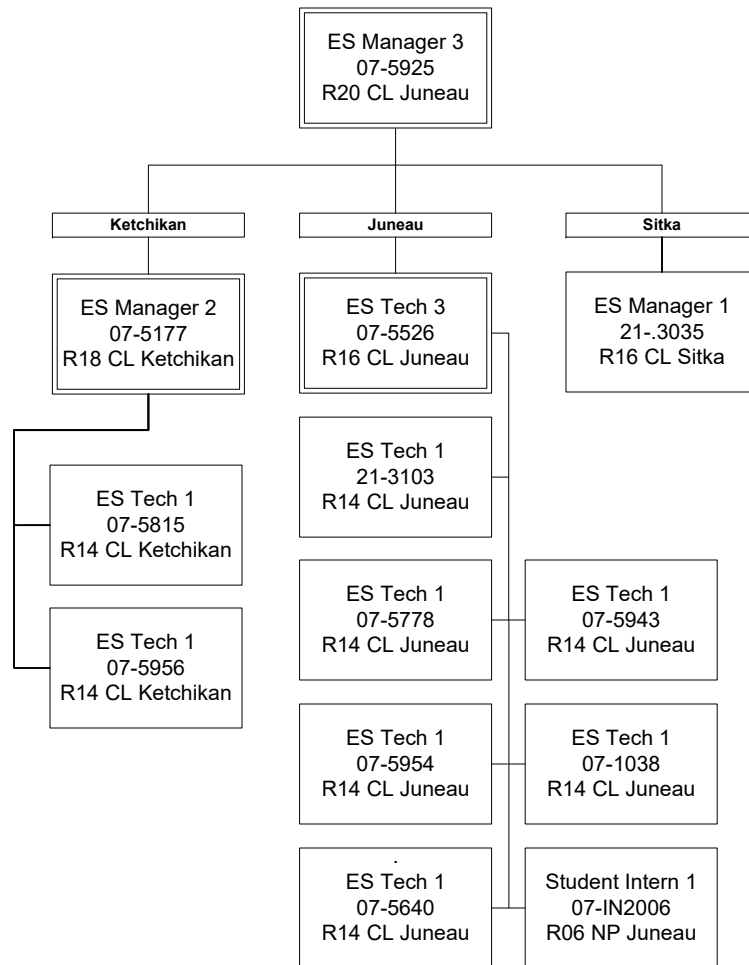 ES Manager 3
07-5925
R20 CL Juneau
Ketchikan
Juneau
Sitka
ES Manager 2
07-5177
R18 CL Ketchikan
ES Tech 3
07-5526
R16 CL Juneau
ES Manager 1
21-.3035
R16 CL Sitka
ES Tech 1
21-3103
R14 CL Juneau
ES Tech 1
07-5815
R14 CL Ketchikan
ES Tech 1
07-5778
R14 CL Juneau
ES Tech 1
07-5943
R14 CL Juneau
ES Tech 1
07-5956
R14 CL Ketchikan
ES Tech 1
07-5954
R14 CL Juneau
ES Tech 1
07-1038
R14 CL Juneau
.
ES Tech 1
07-5640
R14 CL Juneau
Student Intern 1
07-IN2006
R06 NP Juneau